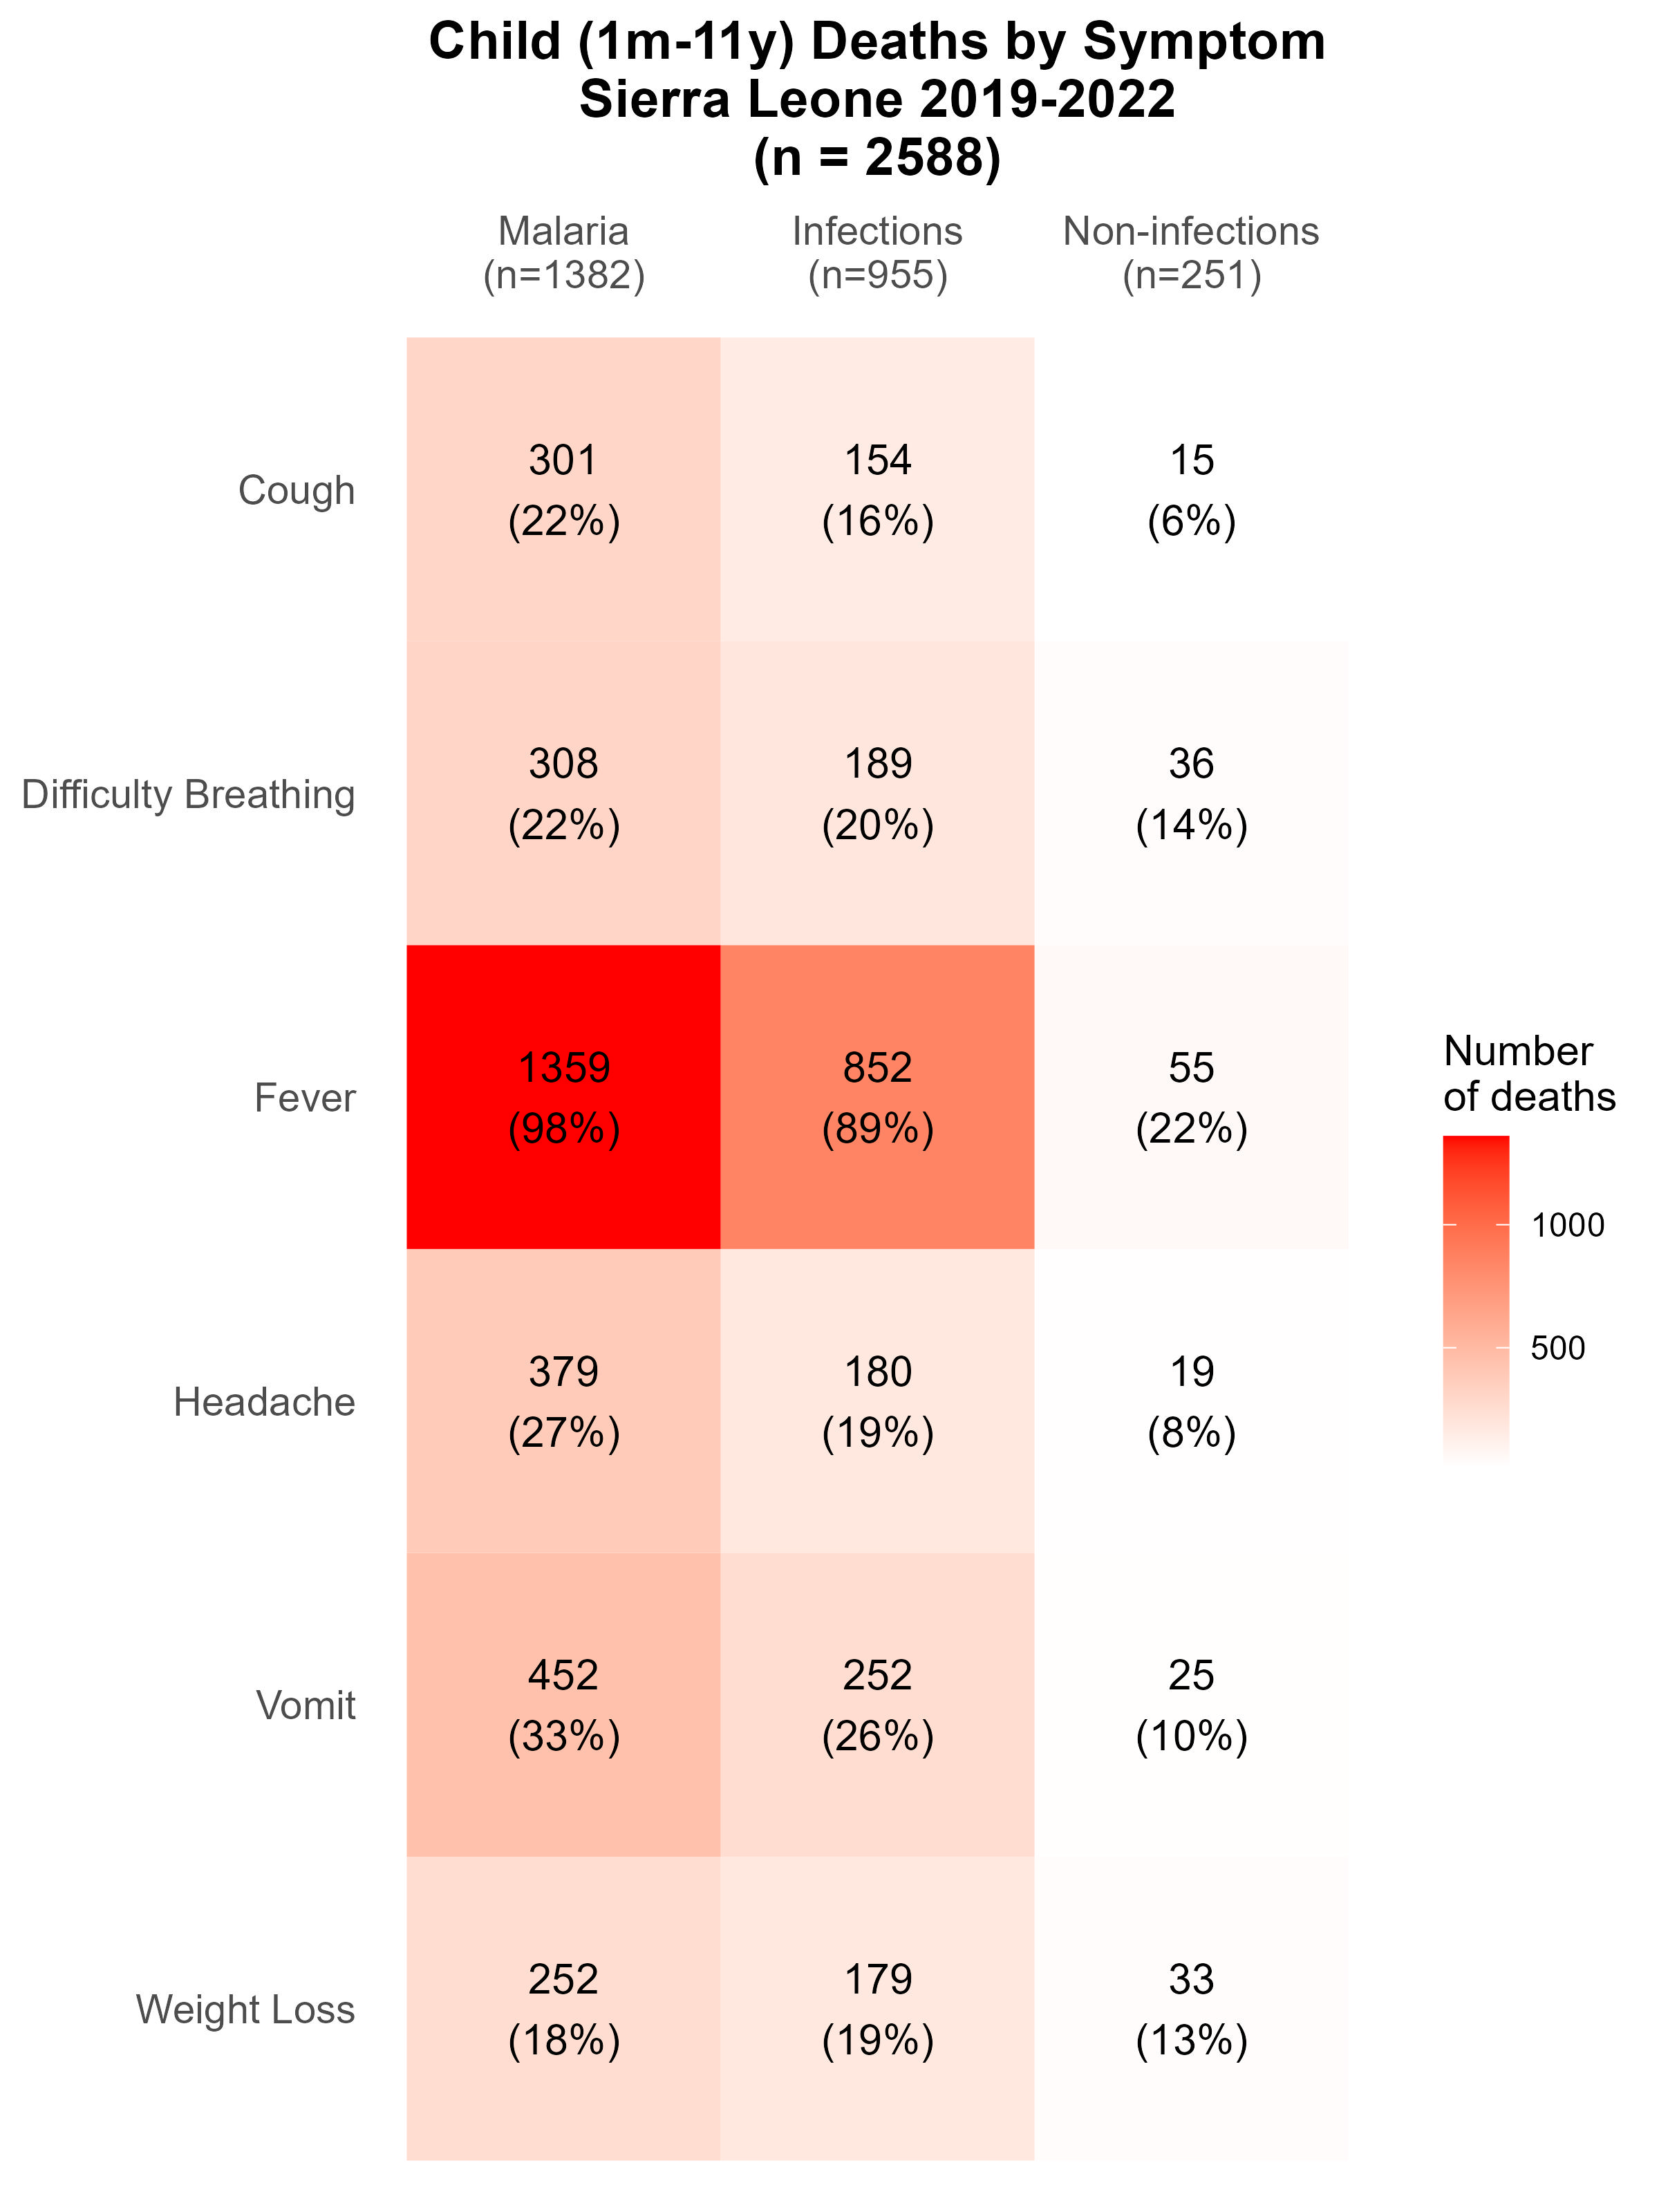 Child (1m-11y) Deaths by Symptom
Sierra Leone 2019-2022
(n = 2588)
Malaria
(n=1382)
Infections
(n=955)
Non-infections
(n=251)
Cough
301
(22%)
154
(16%)
15
(6%)
Difficulty Breathing
308
(22%)
189
(20%)
36
(14%)
Fever
1359
(98%)
852
(89%)
55
(22%)
Headache
379
(27%)
180
(19%)
19
(8%)
Vomit
452
(33%)
252
(26%)
25
(10%)
Weight Loss
252
(18%)
179
(19%)
33
(13%)
Number
of deaths
1000
500